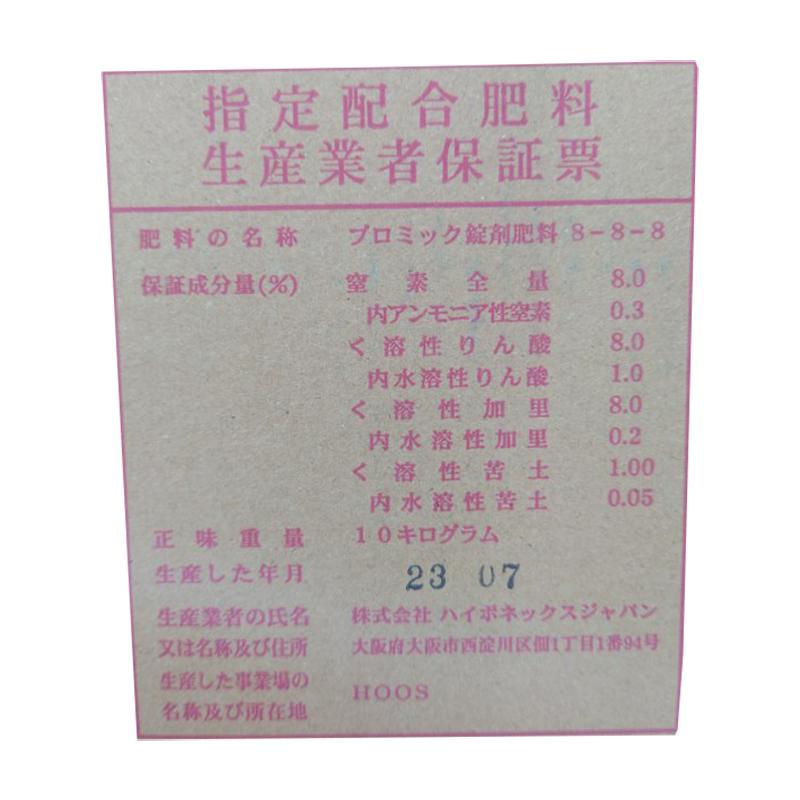 指定配合肥料
生産業者保証票
肥料の名称 プロミック錠剤肥料 8-8-8
保証成分量(%) 窒素全量 8.0
内アンモニア性窒素 0.3
く溶性りん酸 8.0
内水溶性りん酸 1.0
く溶性加里 8.0
内水溶性加里 0.2
く溶性苦土 1.00
内水溶性苦土 0.05
正味重量 10キログラム
生産した年月 23 07
生産業者の氏名 株式会社 ハイポネックスジャパン
又は名称及び住所 大阪府大阪市西淀川区佃1丁目1番94号
生産した事業場の HOOS
名称及び所在地